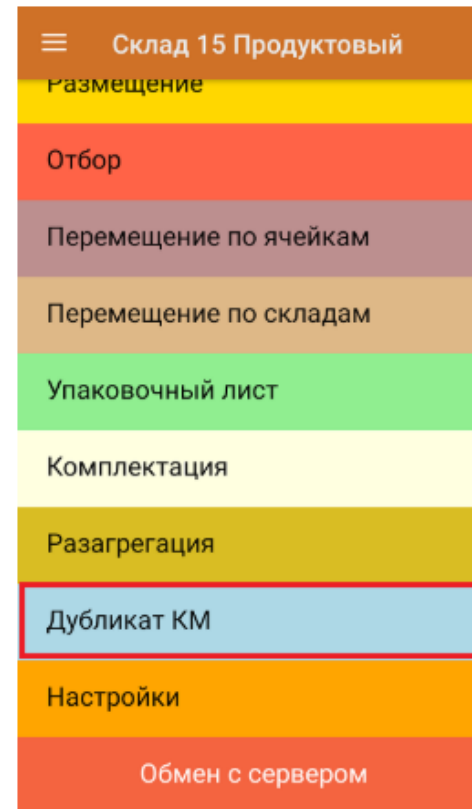 Склад 15 Продуктовый
Размещение
Отбор
Перемещение по ячейкам
Перемещение по складам
Упаковочный лист
Комплектация
Разагрегация
Дубликат КМ
Настройки
Обмен с сервером